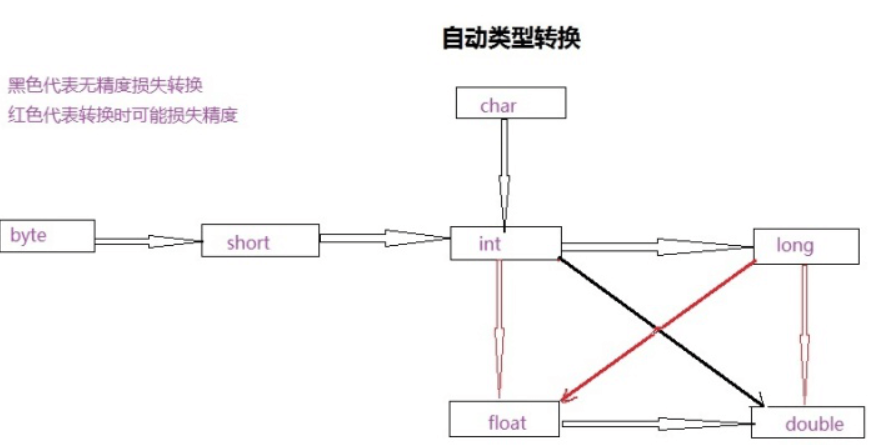 自动类型转换
黑色代表无精度损失转换
红色代表转换时可能损失精度
char
byte
short
int
long
float
double